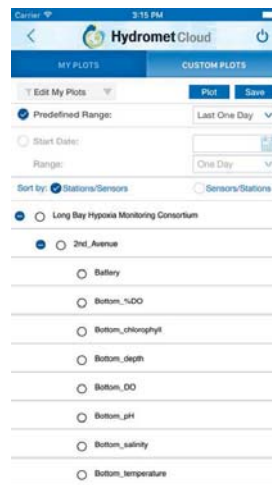 Carrier 3:15 PM
Hydromet Cloud
MY PLOTS CUSTOM PLOTS
Edit My Plots Plot Save
Predefined Range: Last One Day
Start Date:
Range: One Day
Sort by: Stations/Sensors Sensors/Stations
Long Bay Hypoxia Monitoring Consortium
2nd_Avenue
Battery
Bottom_%DO
Bottom_chlorophyll
Bottom_depth
Bottom_DO
Bottom_pH
Bottom_salinity
Bottom_temperature